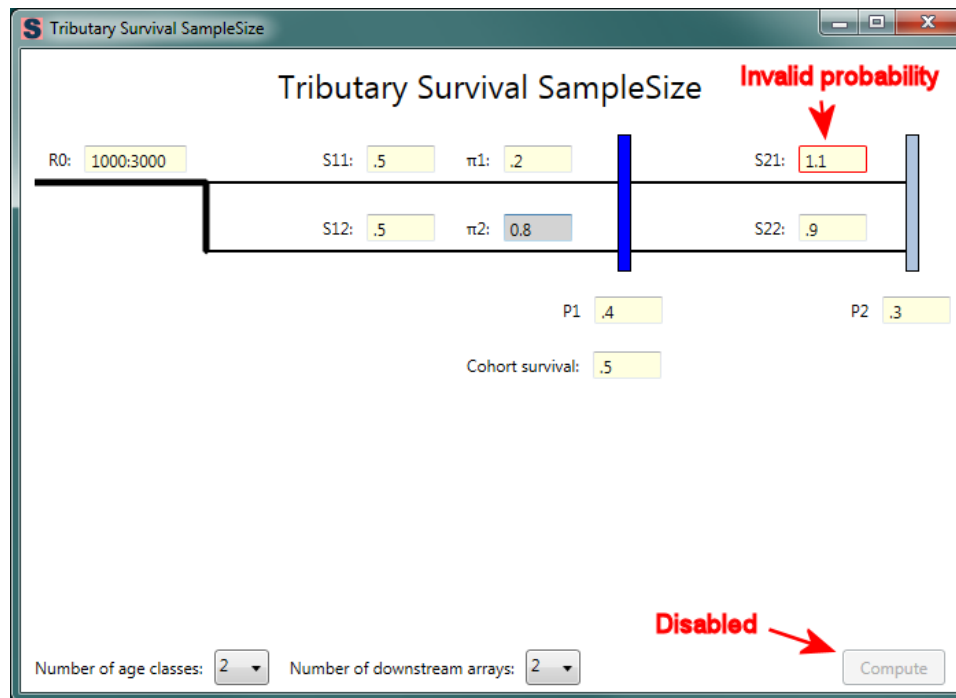 S Tributary Survival SampleSize
Tributary Survival SampleSize
Invalid probability
R0: 1000:3000 S11: .5 π1: .2 S21: 1.1
S12: .5 π2: 0.8 S22: .9
P1 .4 P2 .3
Cohort survival: .5
Disabled
Number of age classes: 2 Number of downstream arrays: 2 Compute